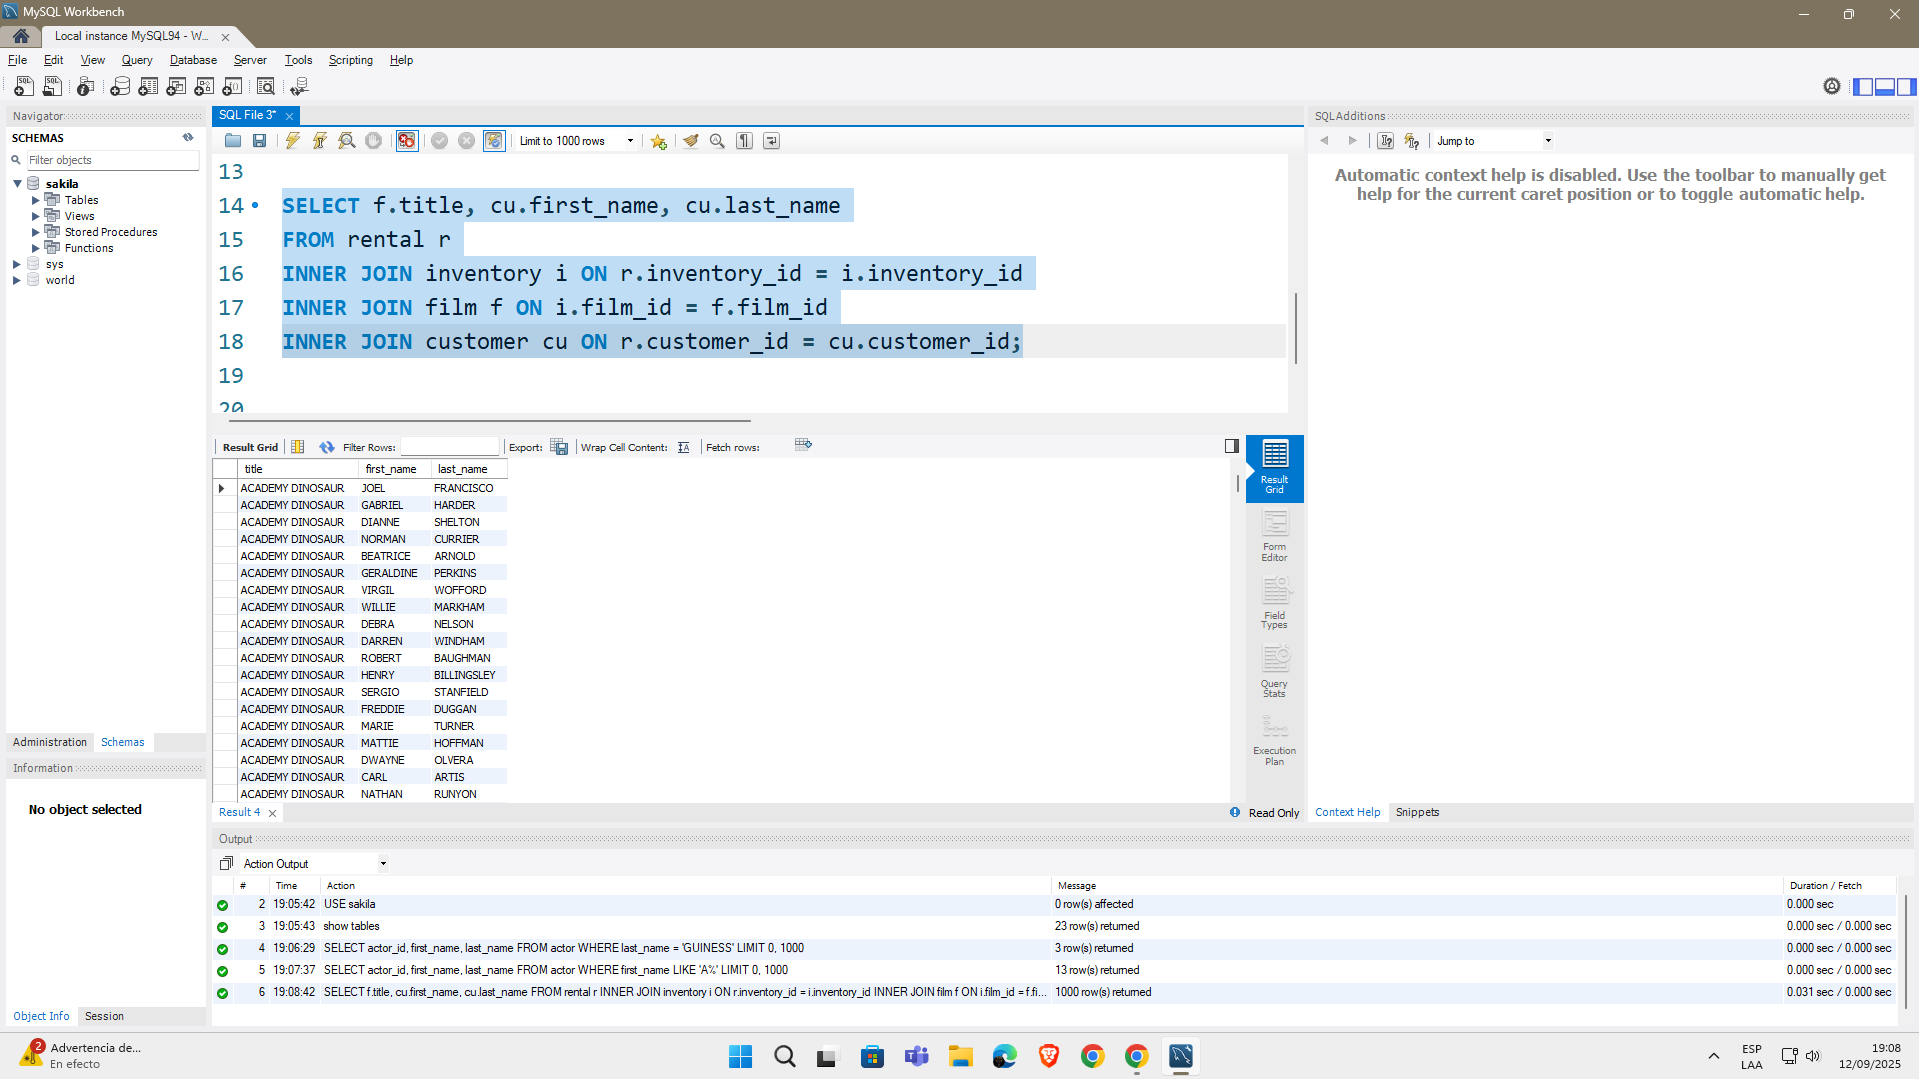 MySQL Workbench
Local instance MySQL94 - W...
File Edit View Query Database Server Tools Scripting Help
Navigator
SCHEMAS
Filter objects
sakila
Tables
Views
Stored Procedures
Functions
sys
world
Administration Schemas
Information
No object selected
Object Info Session
SQL File 3*
Limit to 1000 rows
13
14 SELECT f.title, cu.first_name, cu.last_name
15 FROM rental r
16 INNER JOIN inventory i ON r.inventory_id = i.inventory_id
17 INNER JOIN film f ON i.film_id = f.film_id
18 INNER JOIN customer cu ON r.customer_id = cu.customer_id;
19
20
Result Grid Filter Rows: Export: Wrap Cell Content: Fetch rows:
title first_name last_name
ACADEMY DINOSAUR JOEL FRANCISCO
ACADEMY DINOSAUR GABRIEL HARDER
ACADEMY DINOSAUR DIANNE SHELTON
ACADEMY DINOSAUR NORMAN CURRIER
ACADEMY DINOSAUR BEATRICE ARNOLD
ACADEMY DINOSAUR GERALDINE PERKINS
ACADEMY DINOSAUR VIRGIL WOFFORD
ACADEMY DINOSAUR WILLIE MARKHAM
ACADEMY DINOSAUR DEBRA NELSON
ACADEMY DINOSAUR DARREN WINDHAM
ACADEMY DINOSAUR ROBERT BAUGHMAN
ACADEMY DINOSAUR HENRY BILLINGSLEY
ACADEMY DINOSAUR SERGIO STANFIELD
ACADEMY DINOSAUR FREDDIE DUGGAN
ACADEMY DINOSAUR MARIE TURNER
ACADEMY DINOSAUR MATTIE HOFFMAN
ACADEMY DINOSAUR DWAYNE OLVERA
ACADEMY DINOSAUR CARL ARTIS
ACADEMY DINOSAUR NATHAN RUNYON
Result 4
Read Only
Result
Grid
Form
Editor
Field
Types
Query
Stats
Execution
Plan
SQLAdditions
Jump to
Automatic context help is disabled. Use the toolbar to manually get
help for the current caret position or to toggle automatic help.
Context Help Snippets
Output
Action Output
# Time Action Message Duration / Fetch
2 19:05:42 USE sakila 0 row(s) affected 0.000 sec
3 19:05:43 show tables 23 row(s) returned 0.000 sec / 0.000 sec
4 19:06:29 SELECT actor_id, first_name, last_name FROM actor WHERE last_name = 'GUINESS' LIMIT 0, 1000 3 row(s) returned 0.000 sec / 0.000 sec
5 19:07:37 SELECT actor_id, first_name, last_name FROM actor WHERE first_name LIKE 'A%' LIMIT 0, 1000 13 row(s) returned 0.000 sec / 0.000 sec
6 19:08:42 SELECT f.title, cu.first_name, cu.last_name FROM rental r INNER JOIN inventory i ON r.inventory_id = i.inventory_id INNER JOIN film f ON i.film_id = f.fi... 1000 row(s) returned 0.031 sec / 0.000 sec
2
Advertencia de...
En efecto
ESP
LAA
19:08
12/09/2025